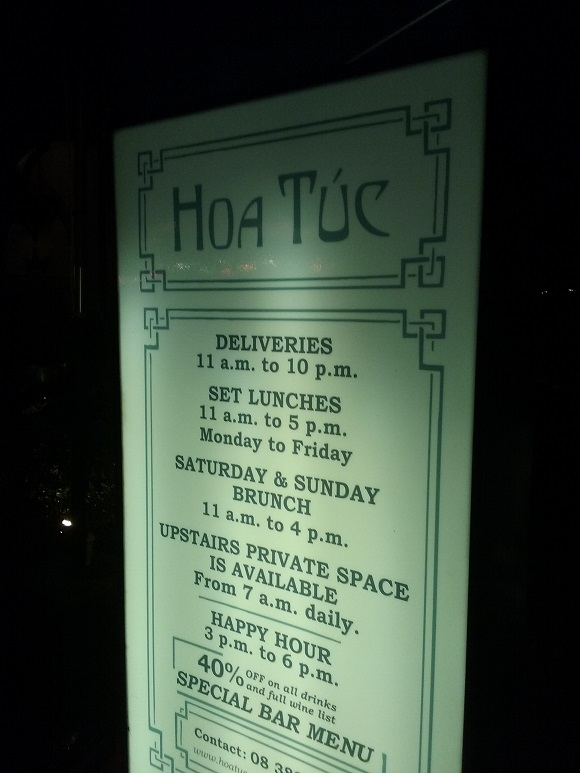 HOA TÚC
DELIVERIES
11 a.m. to 10 p.m.
SET LUNCHES
11 a.m. to 5 p.m.
Monday to Friday
SATURDAY & SUNDAY
BRUNCH
11 a.m. to 4 p.m.
UPSTAIRS PRIVATE SPACE
IS AVAILABLE
From 7 a.m. daily.
HAPPY HOUR
3 p.m. to 6 p.m.
40% OFF on all drinks
and full wine list
SPECIAL BAR MENU
Contact: 08